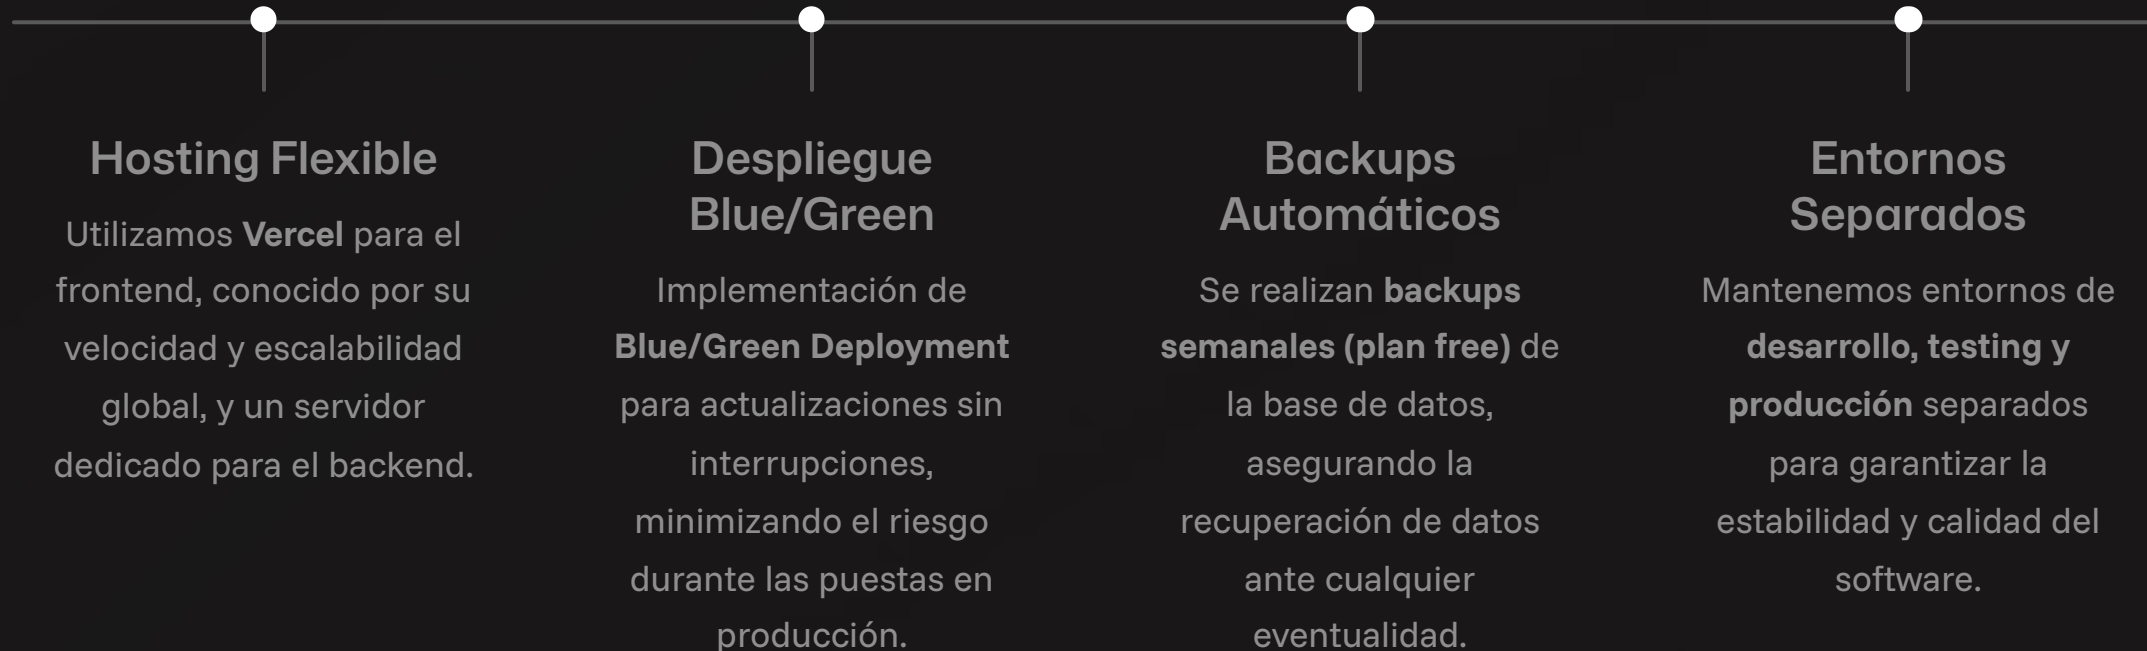 Hosting Flexible
Utilizamos Vercel para el
frontend, conocido por su
velocidad y escalabilidad
global, y un servidor
dedicado para el backend.
Despliegue
Blue/Green
Implementación de
Blue/Green Deployment
para actualizaciones sin
interrupciones,
minimizando el riesgo
durante las puestas en
producción.
Backups
Automáticos
Se realizan backups
semanales (plan free) de
la base de datos,
asegurando la
recuperación de datos
ante cualquier
eventualidad.
Entornos
Separados
Mantenemos entornos de
desarrollo, testing y
producción separados
para garantizar la
estabilidad y calidad del
software.